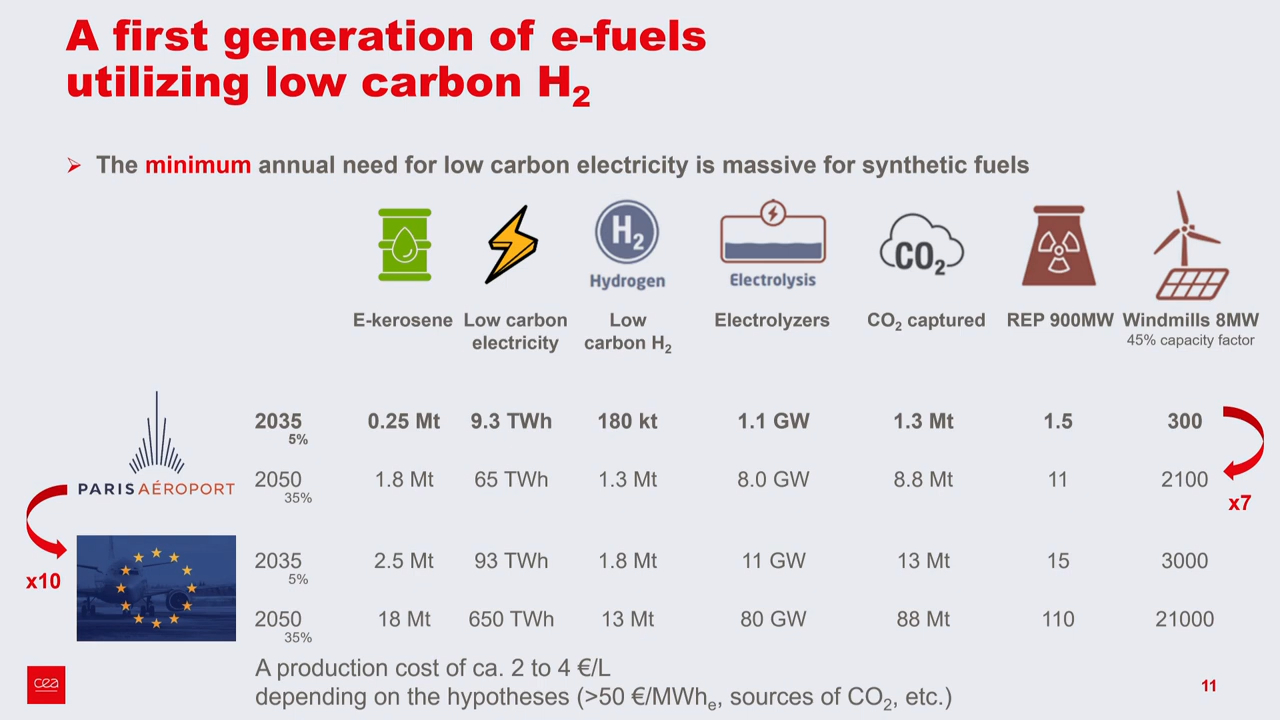 A first generation of e-fuels
utilizing low carbon H₂
➢ The minimum annual need for low carbon electricity is massive for synthetic fuels
H₂
Hydrogen
Electrolysis
CO₂
E-kerosene
Low carbon
electricity
Low
carbon H₂
Electrolyzers
CO₂ captured
REP 900MW
Windmills 8MW
45% capacity factor
PARISAÉROPORT
2035 0.25 Mt 9.3 TWh 180 kt 1.1 GW 1.3 Mt 1.5 300
5%
2050 1.8 Mt 65 TWh 1.3 Mt 8.0 GW 8.8 Mt 11 2100
35%
x7
x10
2035 2.5 Mt 93 TWh 1.8 Mt 11 GW 13 Mt 15 3000
5%
2050 18 Mt 650 TWh 13 Mt 80 GW 88 Mt 110 21000
35%
A production cost of ca. 2 to 4 €/L
depending on the hypotheses (>50 €/MWhₑ, sources of CO₂, etc.)
cea
11